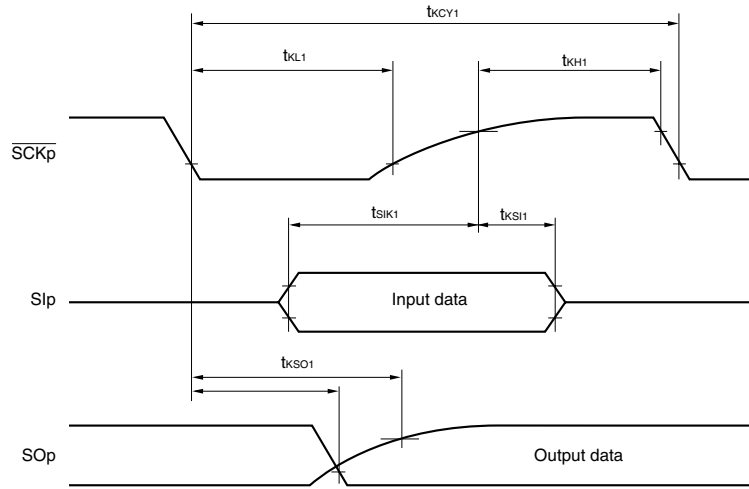 tKCY1
tKL1
tKH1
SCKp
tSIK1
tKSI1
SIp
Input data
tKSO1
SOp
Output data